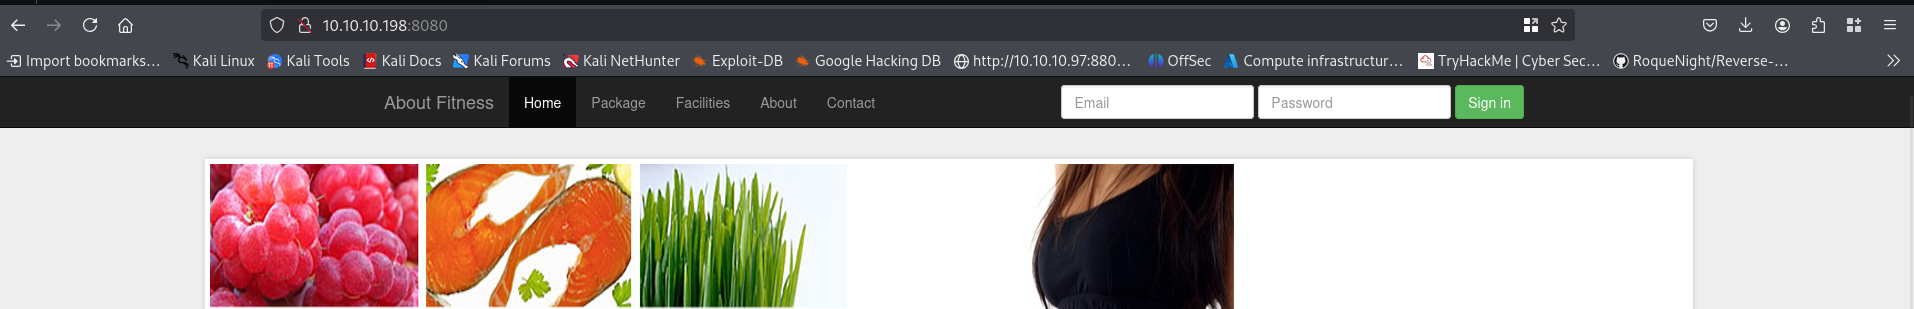 10.10.10.198:8080
Import bookmarks... Kali Linux Kali Tools Kali Docs Kali Forums Kali NetHunter Exploit-DB Google Hacking DB http://10.10.10.97:880... OffSec Compute infrastructur... TryHackMe | Cyber Sec... RoqueNight/Reverse-...
About Fitness Home Package Facilities About Contact Email Password Sign in